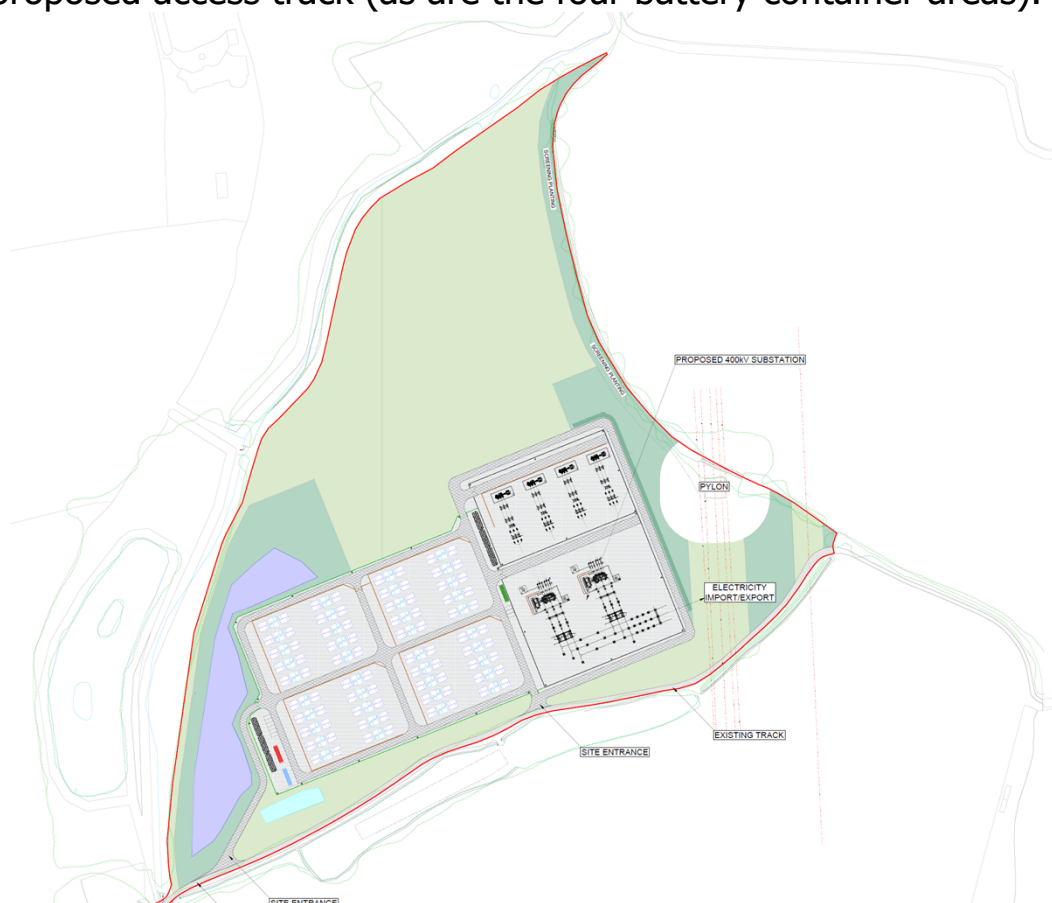 proposed access track (as are the four battery container areas).
SCREENING PLANTING
SCREENING PLANTING
PROPOSED 400kV SUBSTATION
PYLON
ELECTRICITY
IMPORT/EXPORT
EXISTING TRACK
SITE ENTRANCE
SITE ENTRANCE